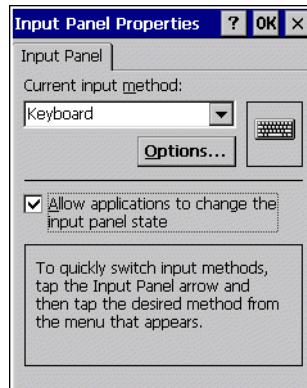 Input Panel Properties ? OK ×
Input Panel
Current input method:
Keyboard
Options...
Allow applications to change the
input panel state
To quickly switch input methods,
tap the Input Panel arrow and
then tap the desired method from
the menu that appears.